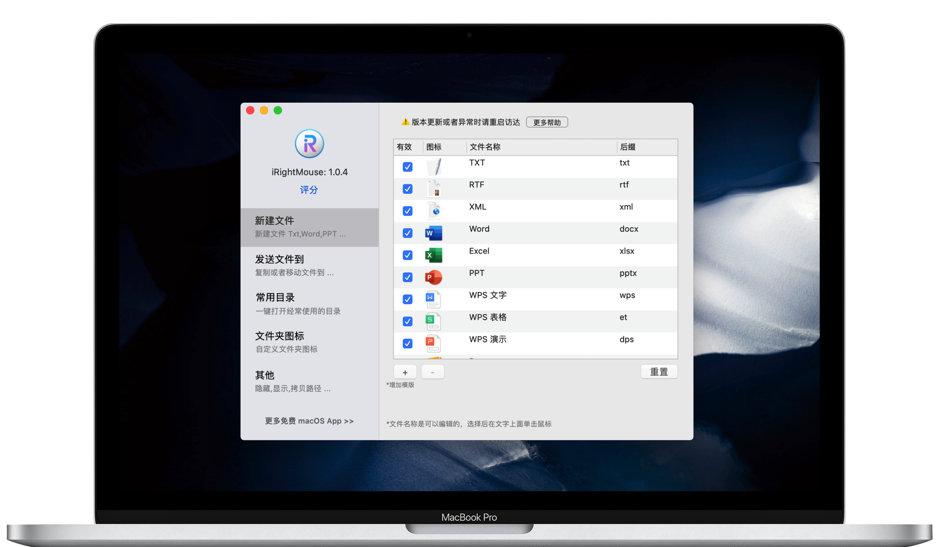 ⚠️版本更新或者异常时请重启访达 更多帮助
iRightMouse: 1.0.4
评分
新建文件
新建文件 Txt,Word,PPT ...
发送文件到
复制或者移动文件到 ...
常用目录
一键打开经常使用的目录
文件夹图标
自定义文件夹图标
其他
隐藏,显示,拷贝路径 ...
更多免费 macOS App >>
有效 图标 文件名称 后缀
TXT txt
RTF rtf
XML xml
Word docx
Excel xlsx
PPT pptx
WPS 文字 wps
WPS 表格 et
WPS 演示 dps
+ - 重置
*增加模版
*文件名称是可以编辑的，选择后在文字上面单击鼠标
MacBook Pro